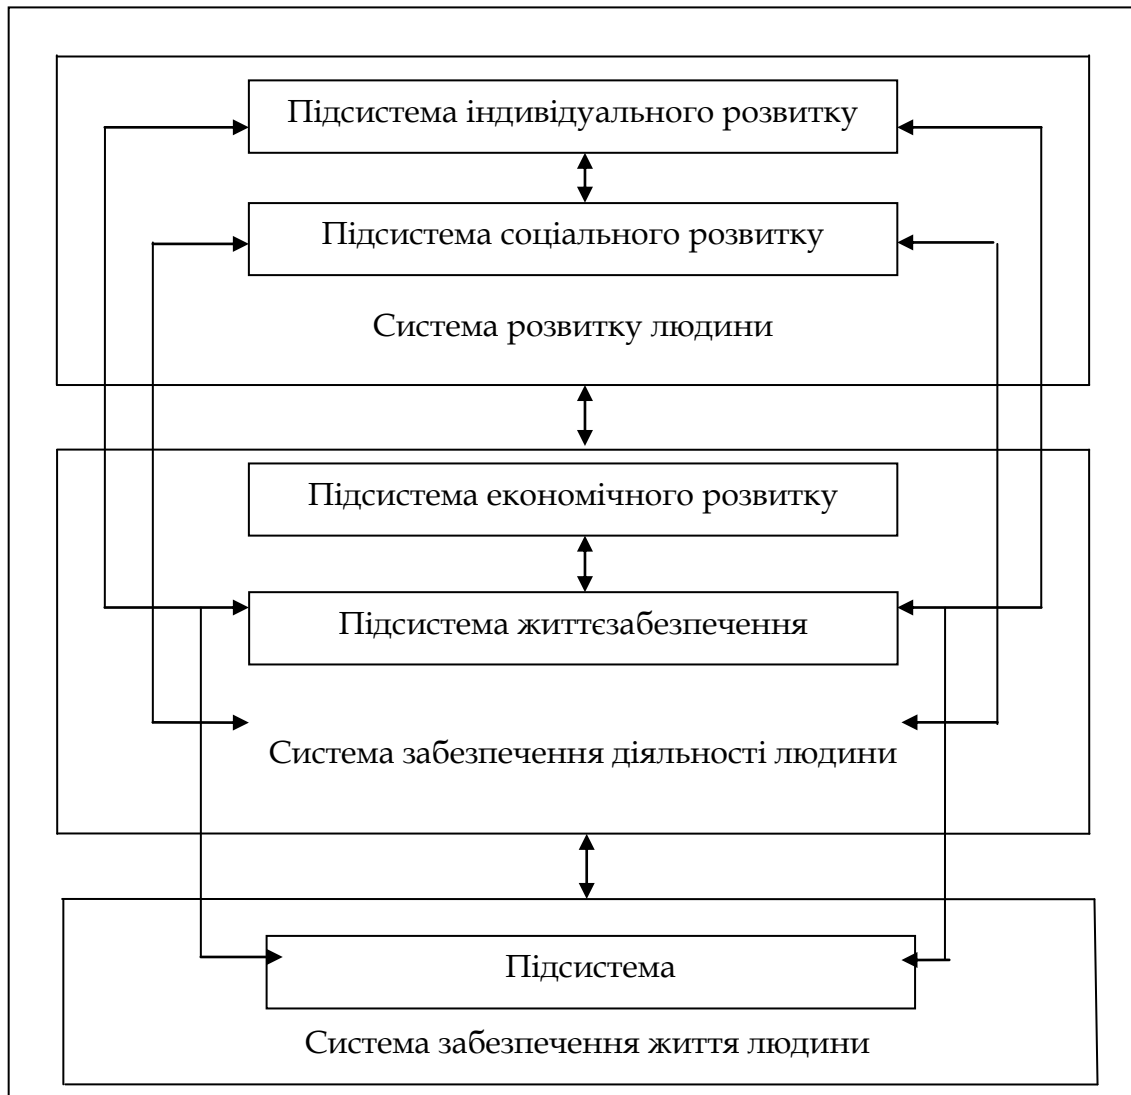 Підсистема індивідуального розвитку
Підсистема соціального розвитку
Система розвитку людини
Підсистема економічного розвитку
Підсистема життєзабезпечення
Система забезпечення діяльності людини
Підсистема
Система забезпечення життя людини